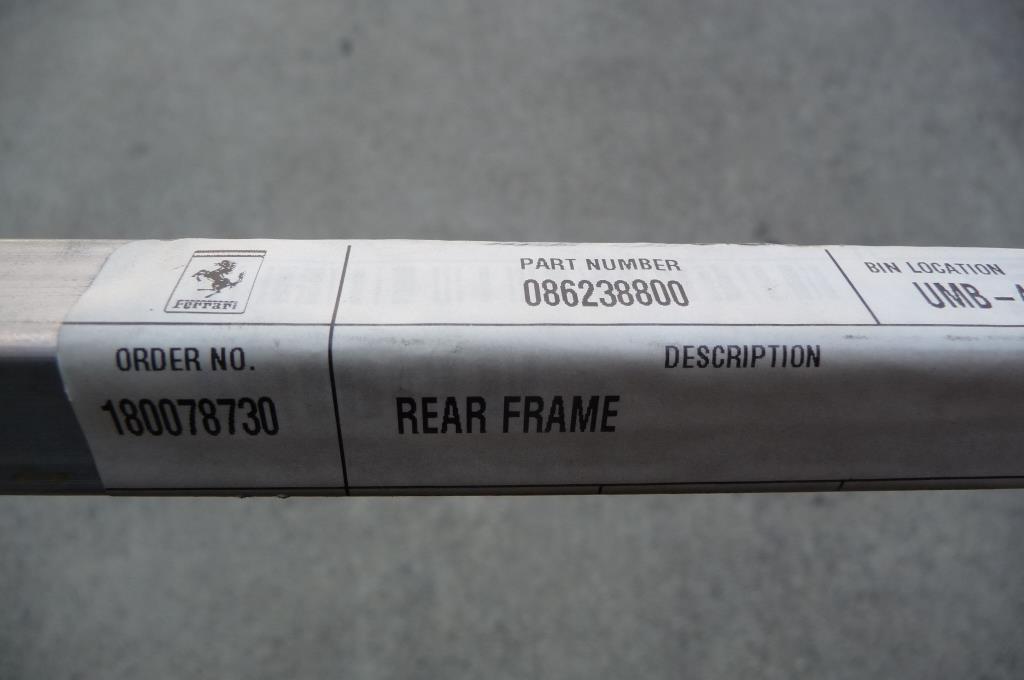 Ferrari
PART NUMBER
086238800
BIN LOCATION
UMB-
ORDER NO.
180078730
DESCRIPTION
REAR FRAME